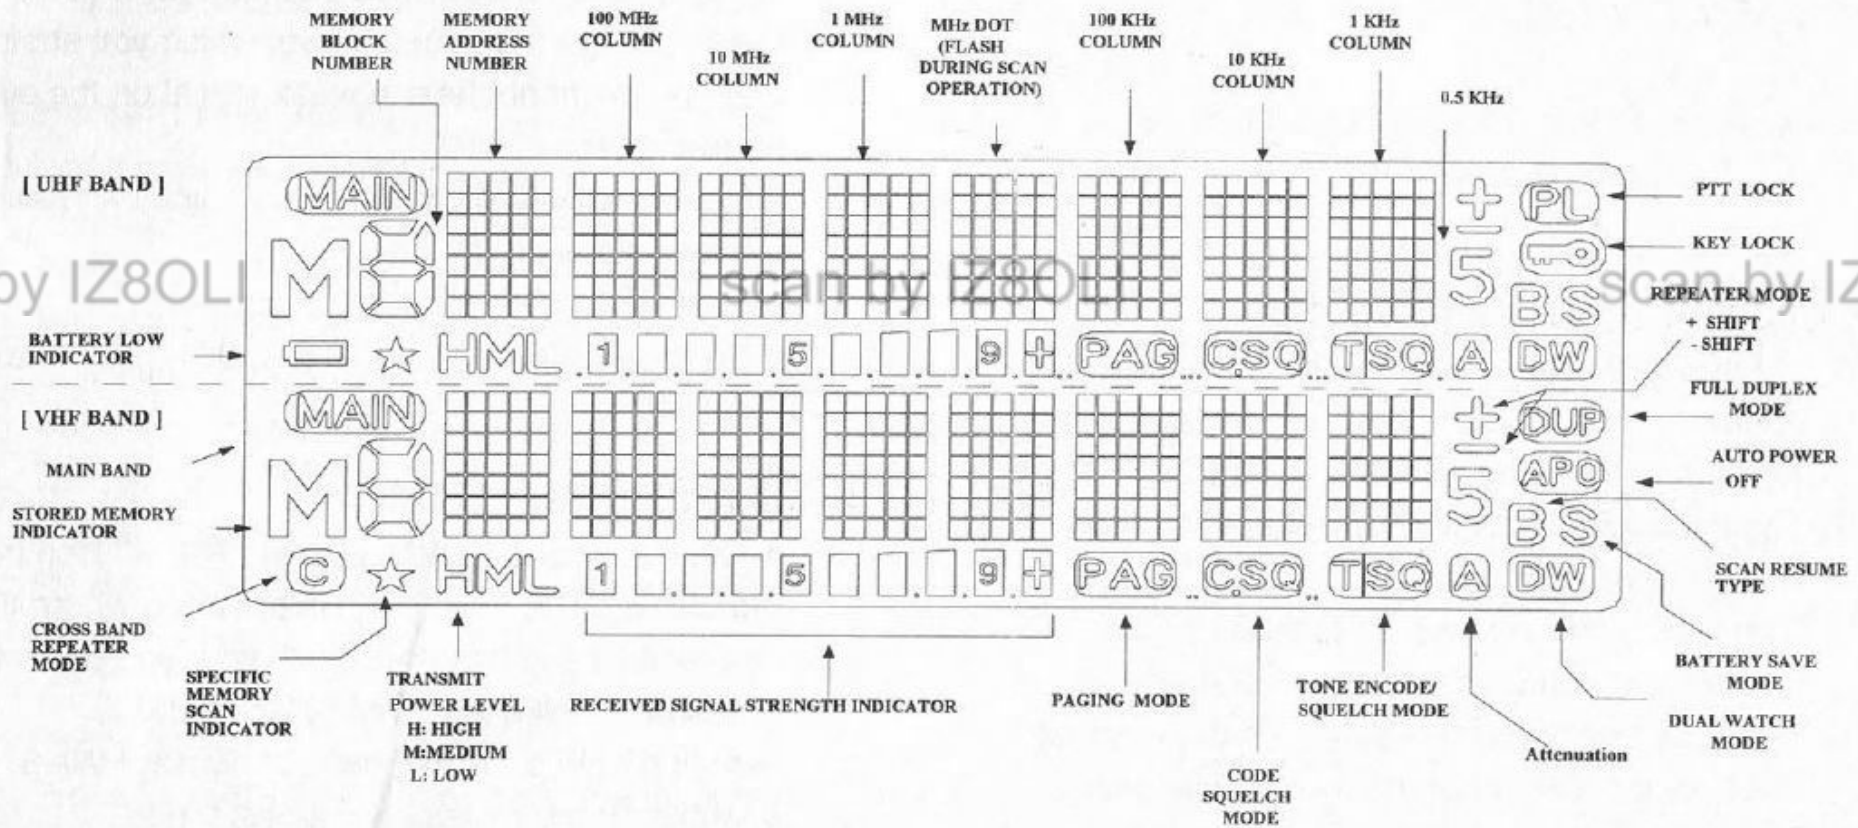 MEMORY BLOCK NUMBER
MEMORY ADDRESS NUMBER
100 MHz COLUMN
10 MHz COLUMN
1 MHz COLUMN
MHz DOT (FLASH DURING SCAN OPERATION)
100 KHz COLUMN
10 KHz COLUMN
1 KHz COLUMN
0.5 KHz
[ UHF BAND ]
MAIN
PL
PTT LOCK
M
5
KEY LOCK
by IZ8OLI
scan by IZ8OLI
scan by IZ
BS
REPEATER MODE
+ SHIFT
- SHIFT
BATTERY LOW INDICATOR
HML
1 5 9 +
PAG
C.SQ
TSQ
A
DW
[ VHF BAND ]
MAIN
+
DUP
FULL DUPLEX MODE
MAIN BAND
M
5
APO
AUTO POWER OFF
STORED MEMORY INDICATOR
BS
C
HML
1 5 9 +
PAG
C.SQ
TSQ
A
DW
SCAN RESUME TYPE
CROSS BAND REPEATER MODE
SPECIFIC MEMORY SCAN INDICATOR
TRANSMIT POWER LEVEL
H: HIGH
M:MEDIUM
L: LOW
RECEIVED SIGNAL STRENGTH INDICATOR
PAGING MODE
CODE SQUELCH MODE
TONE ENCODE/ SQUELCH MODE
Attenuation
BATTERY SAVE MODE
DUAL WATCH MODE